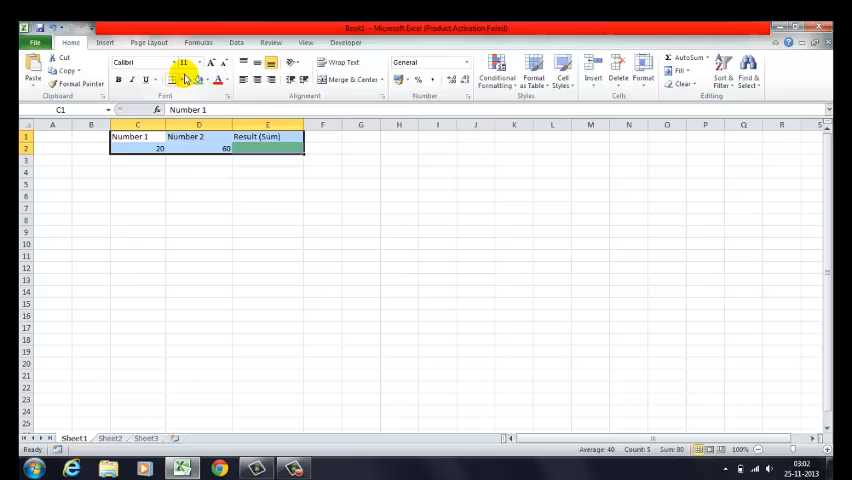 Book1 - Microsoft Excel (Product Activation Failed)
File Home Insert Page Layout Formulas Data Review View Developer
Paste
Cut
Copy
Format Painter
Clipboard
Calibri 11
B I U
Font
Wrap Text
Merge & Center
Alignment
General
Number
Conditional Formatting
Format as Table
Cell Styles
Styles
Insert Delete Format
Cells
AutoSum
Fill
Clear
Sort & Filter
Find & Select
Editing
C1 fx Number 1
A B C D E F G H I J K L M N O P Q R S
1 Number 1 Number 2 Result (Sum)
2 20 60
3
4
5
6
7
8
9
10
11
12
13
14
15
16
17
18
19
20
21
22
23
24
25
Sheet1 Sheet2 Sheet3
Ready Average: 40 Count: 5 Sum: 80 100%
03:02
25-11-2013